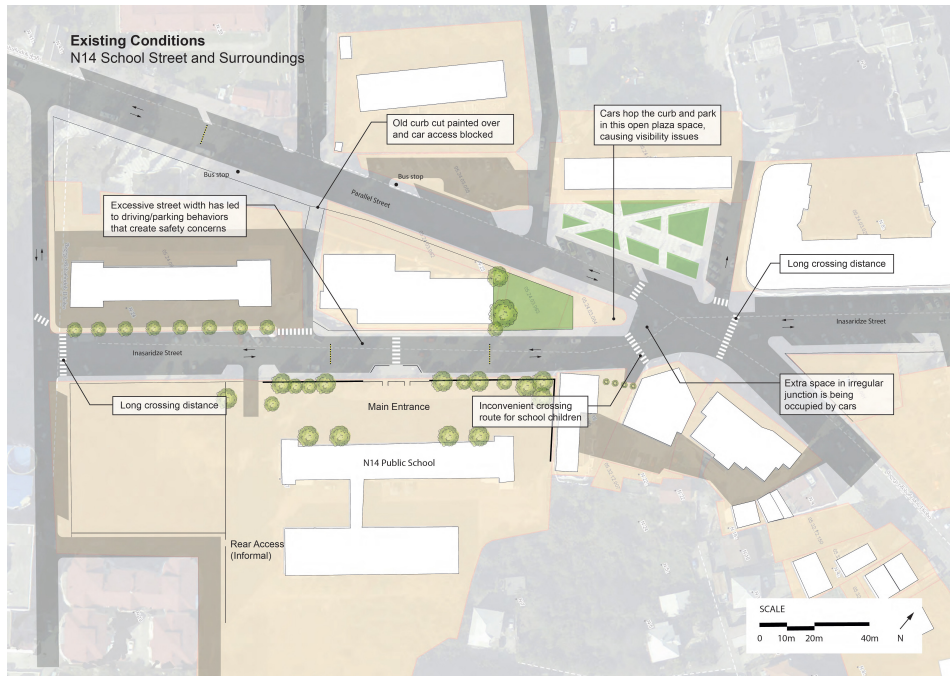 Existing Conditions
N14 School Street and Surroundings
Old curb cut painted over
and car access blocked
Cars hop the curb and park
in this open plaza space,
causing visibility issues
Bus stop
Bus stop
Parallel Street
Excessive street width has led
to driving/parking behaviors
that create safety concerns
Long crossing distance
Inasaridze Street
Inasaridze Street
Long crossing distance
Main Entrance
Inconvenient crossing
route for school children
Extra space in irregular
junction is being
occupied by cars
N14 Public School
Rear Access
(Informal)
SCALE
0 10m 20m 40m N